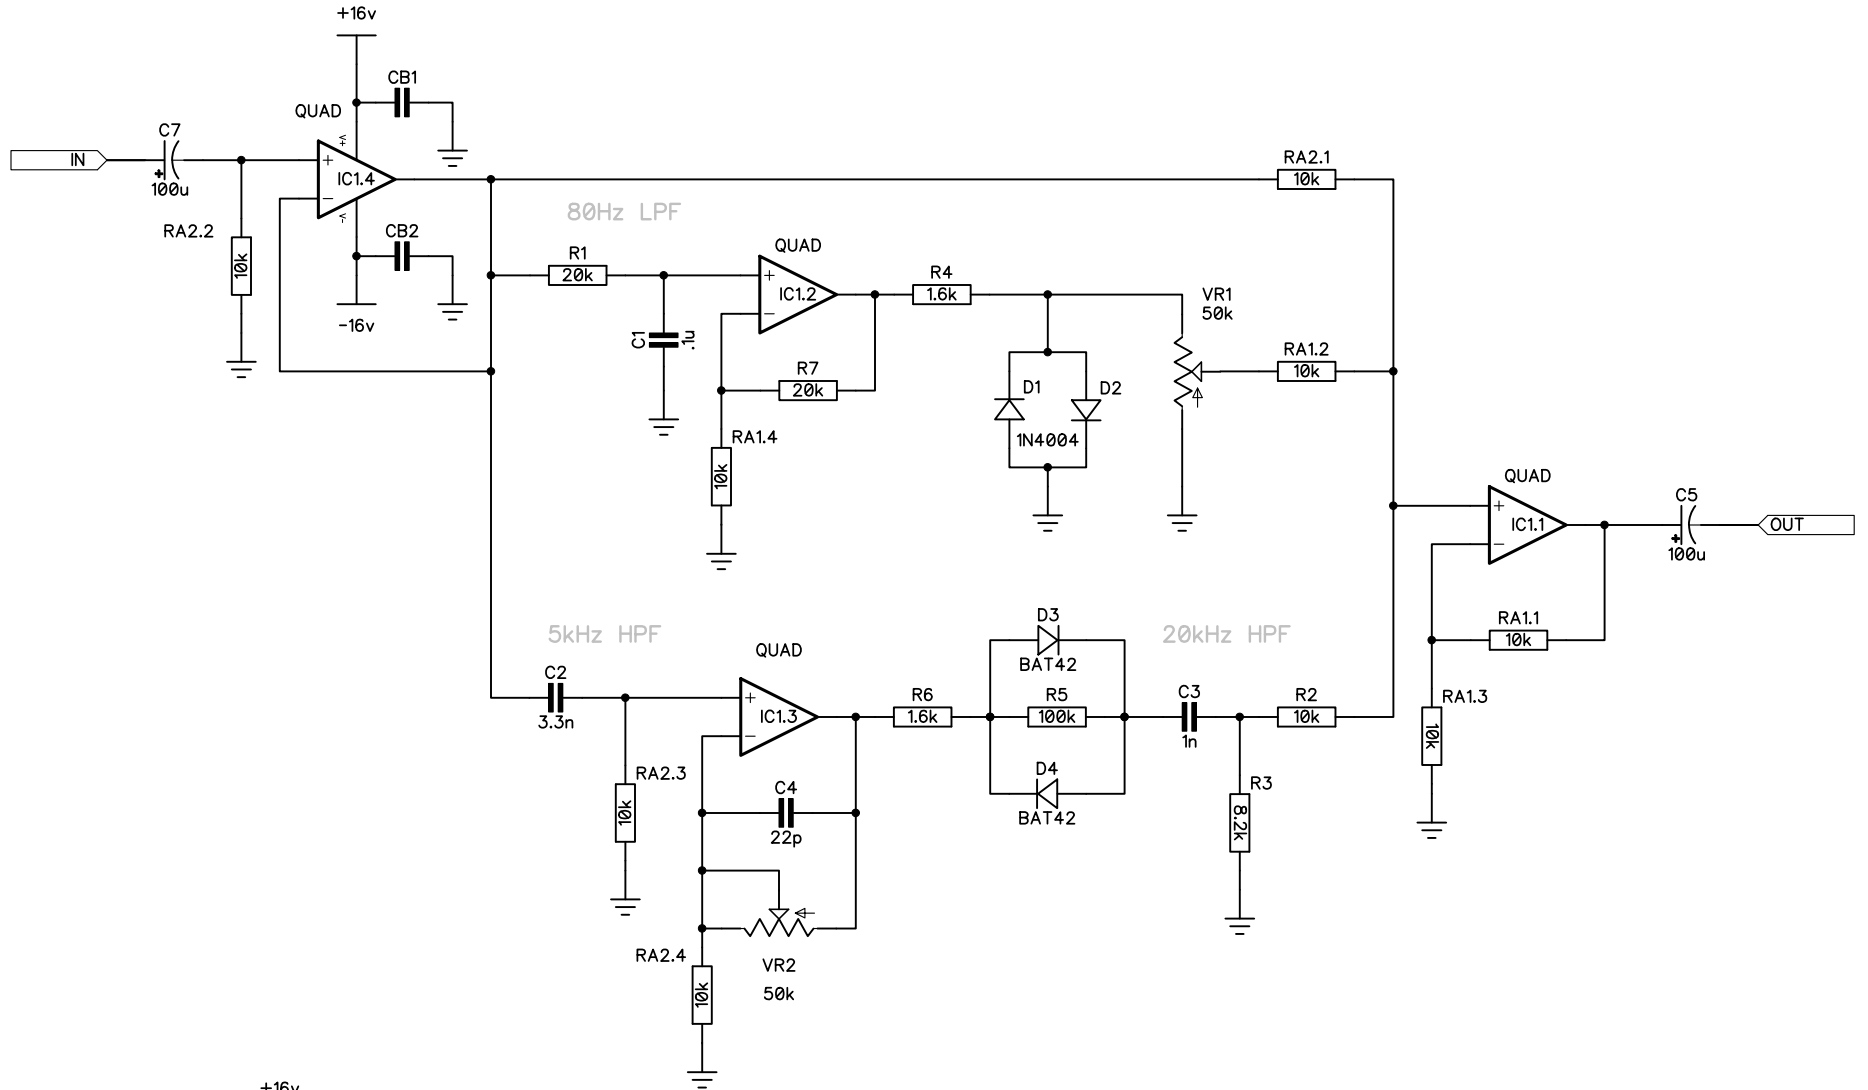 +16v
CB1
QUAD
V+
C7
IN
+
100u
+
IC1.4
−
V-
RA2.2
10k
CB2
-16v
RA2.1
10k
80Hz LPF
R1
20k
QUAD
+
IC1.2
−
R4
1.6k
VR1
50k
C1
.1u
R7
20k
RA1.2
10k
D1
D2
1N4004
RA1.4
10k
QUAD
+
IC1.1
−
C5
+
100u
OUT
RA1.1
10k
RA1.3
10k
5kHz HPF
QUAD
D3
BAT42
20kHz HPF
C2
3.3n
+
IC1.3
−
R6
1.6k
R5
100k
C3
1n
R2
10k
RA2.3
10k
C4
22p
D4
BAT42
R3
8.2k
RA2.4
10k
VR2
50k
+16v